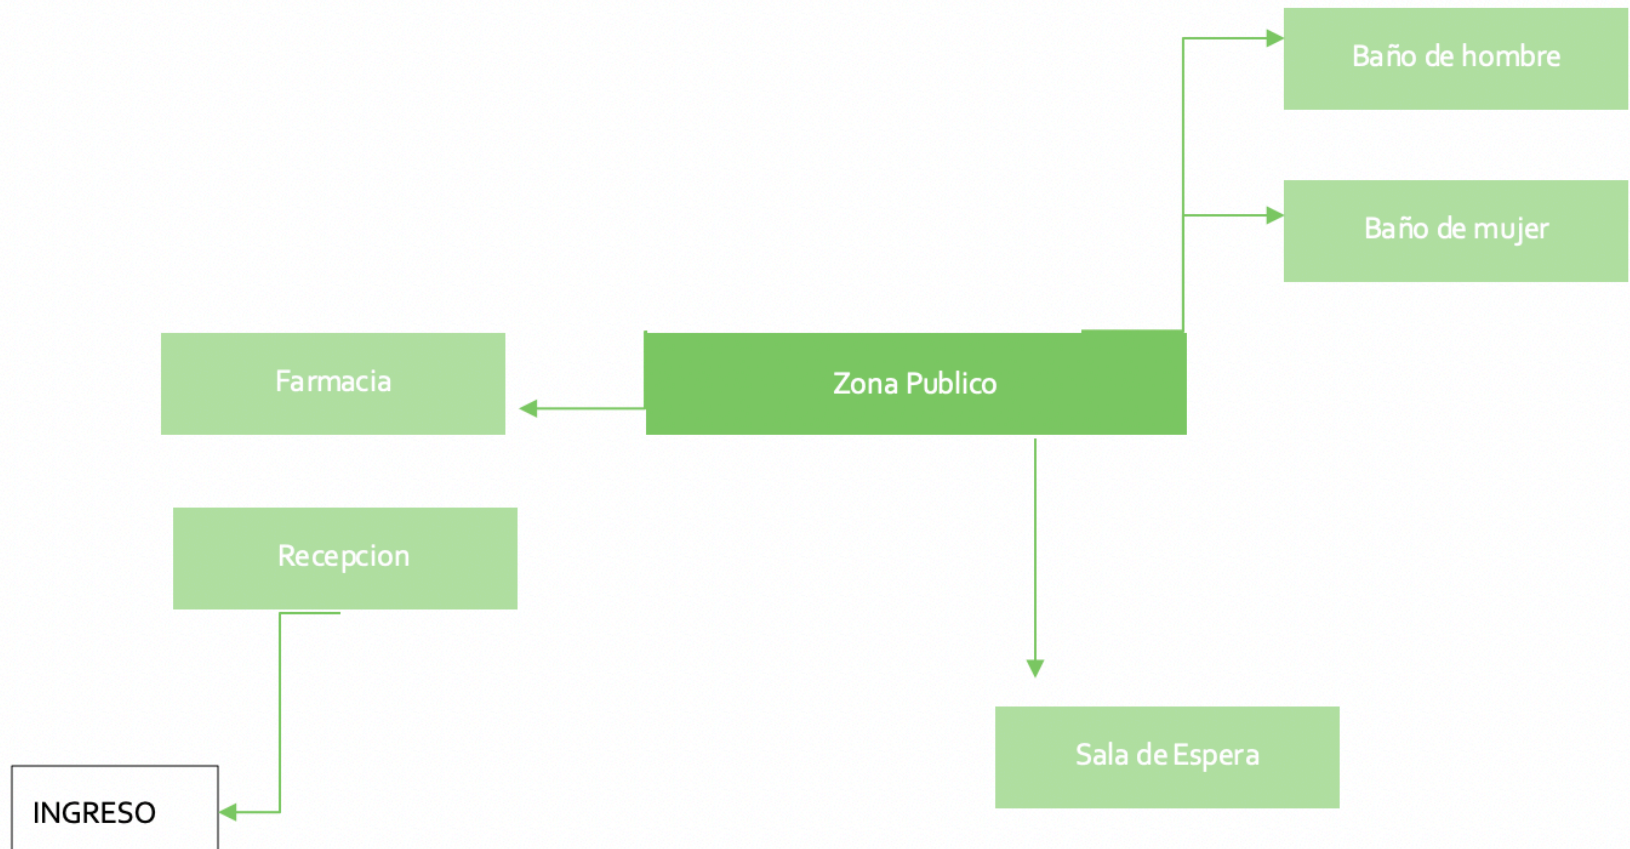 Baño de hombre
Baño de mujer
Farmacia
Zona Publico
Recepcion
Sala de Espera
INGRESO